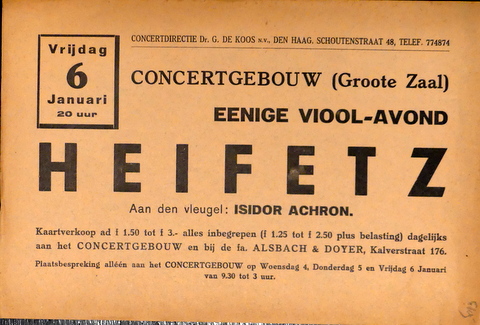 Vrijdag
6
Januari
20 uur
CONCERTDIRECTIE Dr. G. DE KOOS N.V., DEN HAAG. SCHOUTENSTRAAT 48, TELEF. 774874
CONCERTGEBOUW (Groote Zaal)
EENIGE VIOOL-AVOND
HEIFETZ
Aan den vleugel: ISIDOR ACHRON.
Kaartverkoop ad f 1.50 tot f 3.- alles inbegrepen (f 1.25 tot f 2.50 plus belasting) dagelijks
aan het CONCERTGEBOUW en bij de fa. ALSBACH & DOYER, Kalverstraat 176.
Plaatsbespreking alléén aan het CONCERTGEBOUW op Woensdag 4, Donderdag 5 en Vrijdag 6 Januari
van 9.30 tot 3 uur.